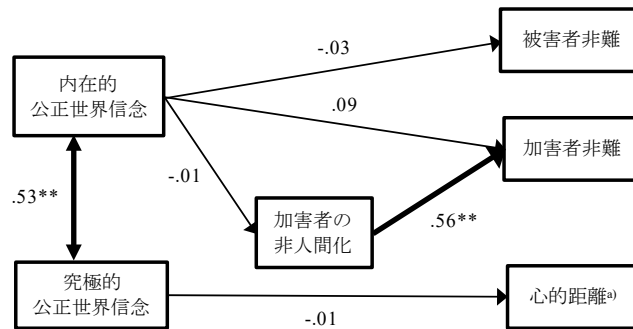 -.03
被害者非難
内在的
公正世界信念
.09
加害者非難
-.01
.53**
加害者の
非人間化
.56**
究極的
公正世界信念
心的距離a)
-.01